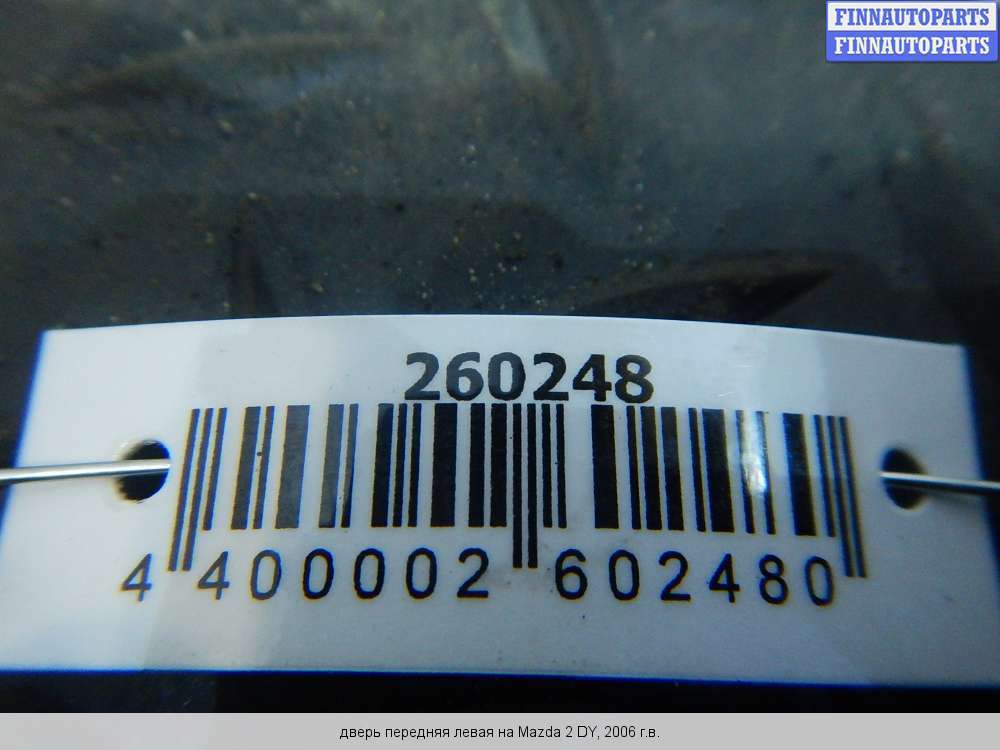 FINNAUTOPARTS
FINNAUTOPARTS
260248
4 400002 602480
дверь передняя левая на Mazda 2 DY, 2006 г.в.